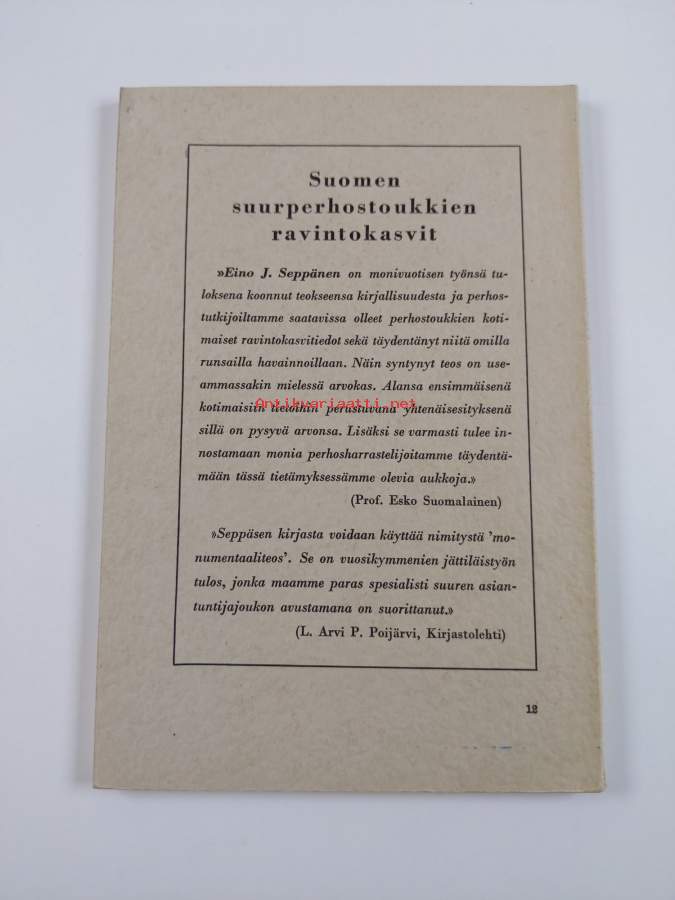 Suomen
suurperhostoukkien
ravintokasvit
»Eino J. Seppänen on monivuotisen työnsä tu-
loksena koonnut teokseensa kirjallisuudesta ja perhos-
tutkijoiltamme saatavissa olleet perhostoukkien koti-
maiset ravintokasvitiedot sekä täydentänyt niitä omilla
runsailla havainnoillaan. Näin syntynyt teos on use-
ammassakin mielessä arvokas. Alansa ensimmäisenä
Antikvariaatti.net
kotimaisiin tietoihin perustuvana yhtenäisesityksenä
sillä on pysyvä arvonsa. Lisäksi se varmasti tulee in-
nostamaan monia perhosharrastelijoitamme täydentä-
mään tässä tietämyksessämme olevia aukkoja.»
(Prof. Esko Suomalainen)
»Seppäsen kirjasta voidaan käyttää nimitystä 'mo-
numentaaliteos'. Se on vuosikymmenien jättiläistyön
tulos, jonka maamme paras spesialisti suuren asian-
tuntijajoukon avustamana on suorittanut.»
(L. Arvi P. Poijärvi, Kirjastolehti)
12